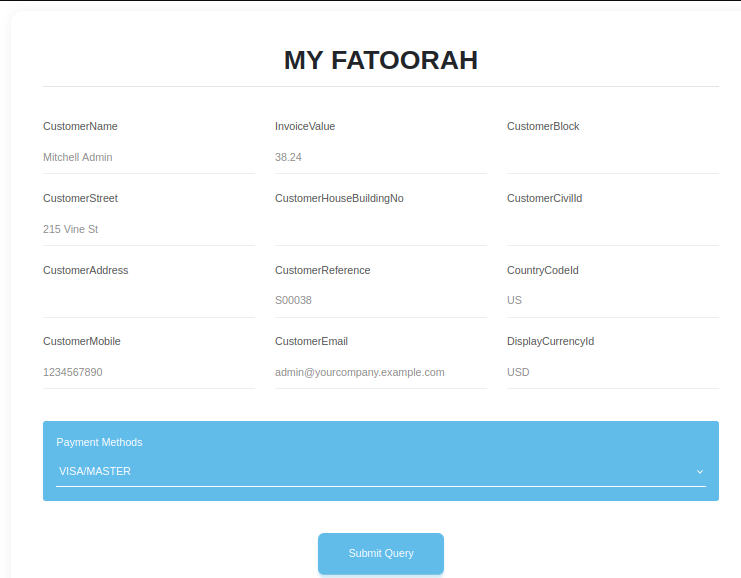 MY FATOORAH
CustomerName InvoiceValue CustomerBlock
Mitchell Admin 38.24
CustomerStreet CustomerHouseBuildingNo CustomerCivilId
215 Vine St
CustomerAddress CustomerReference CountryCodeId
S00038 US
CustomerMobile CustomerEmail DisplayCurrencyId
1234567890 admin@yourcompany.example.com USD
Payment Methods
VISA/MASTER
Submit Query